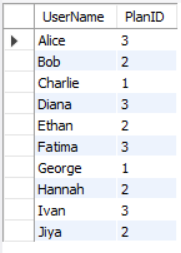 UserName PlanID
Alice 3
Bob 2
Charlie 1
Diana 3
Ethan 2
Fatima 3
George 1
Hannah 2
Ivan 3
Jiya 2